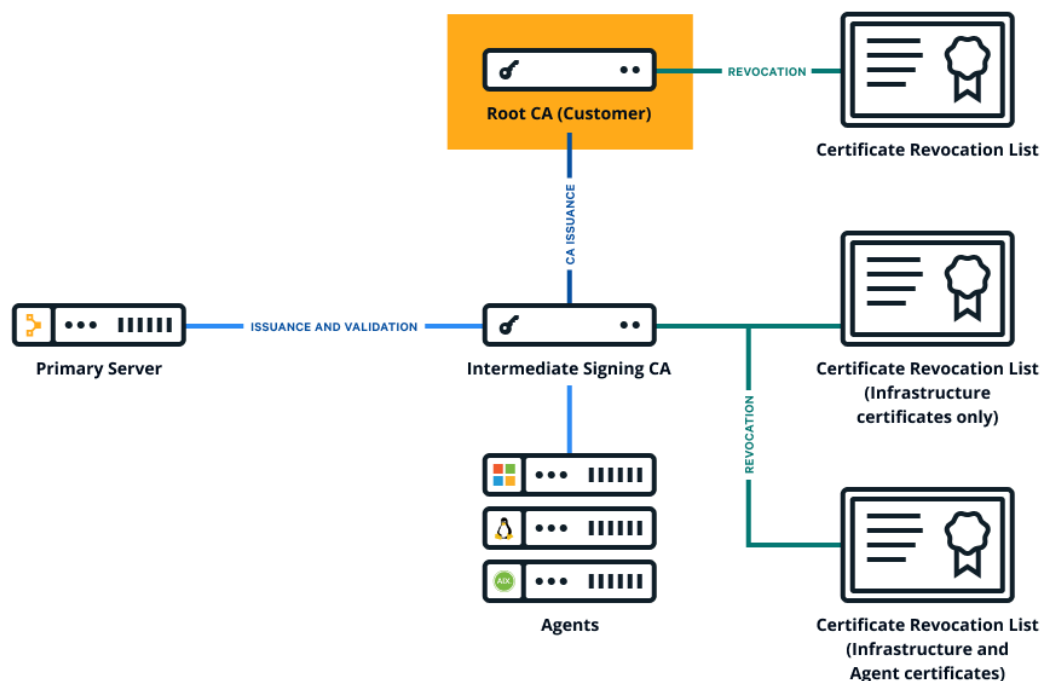 REVOCATION
Root CA (Customer)
Certificate Revocation List
CA ISSUANCE
ISSUANCE AND VALIDATION
Primary Server
Intermediate Signing CA
Certificate Revocation List
(Infrastructure
certificates only)
REVOCATION
AIX
Agents
Certificate Revocation List
(Infrastructure and
Agent certificates)